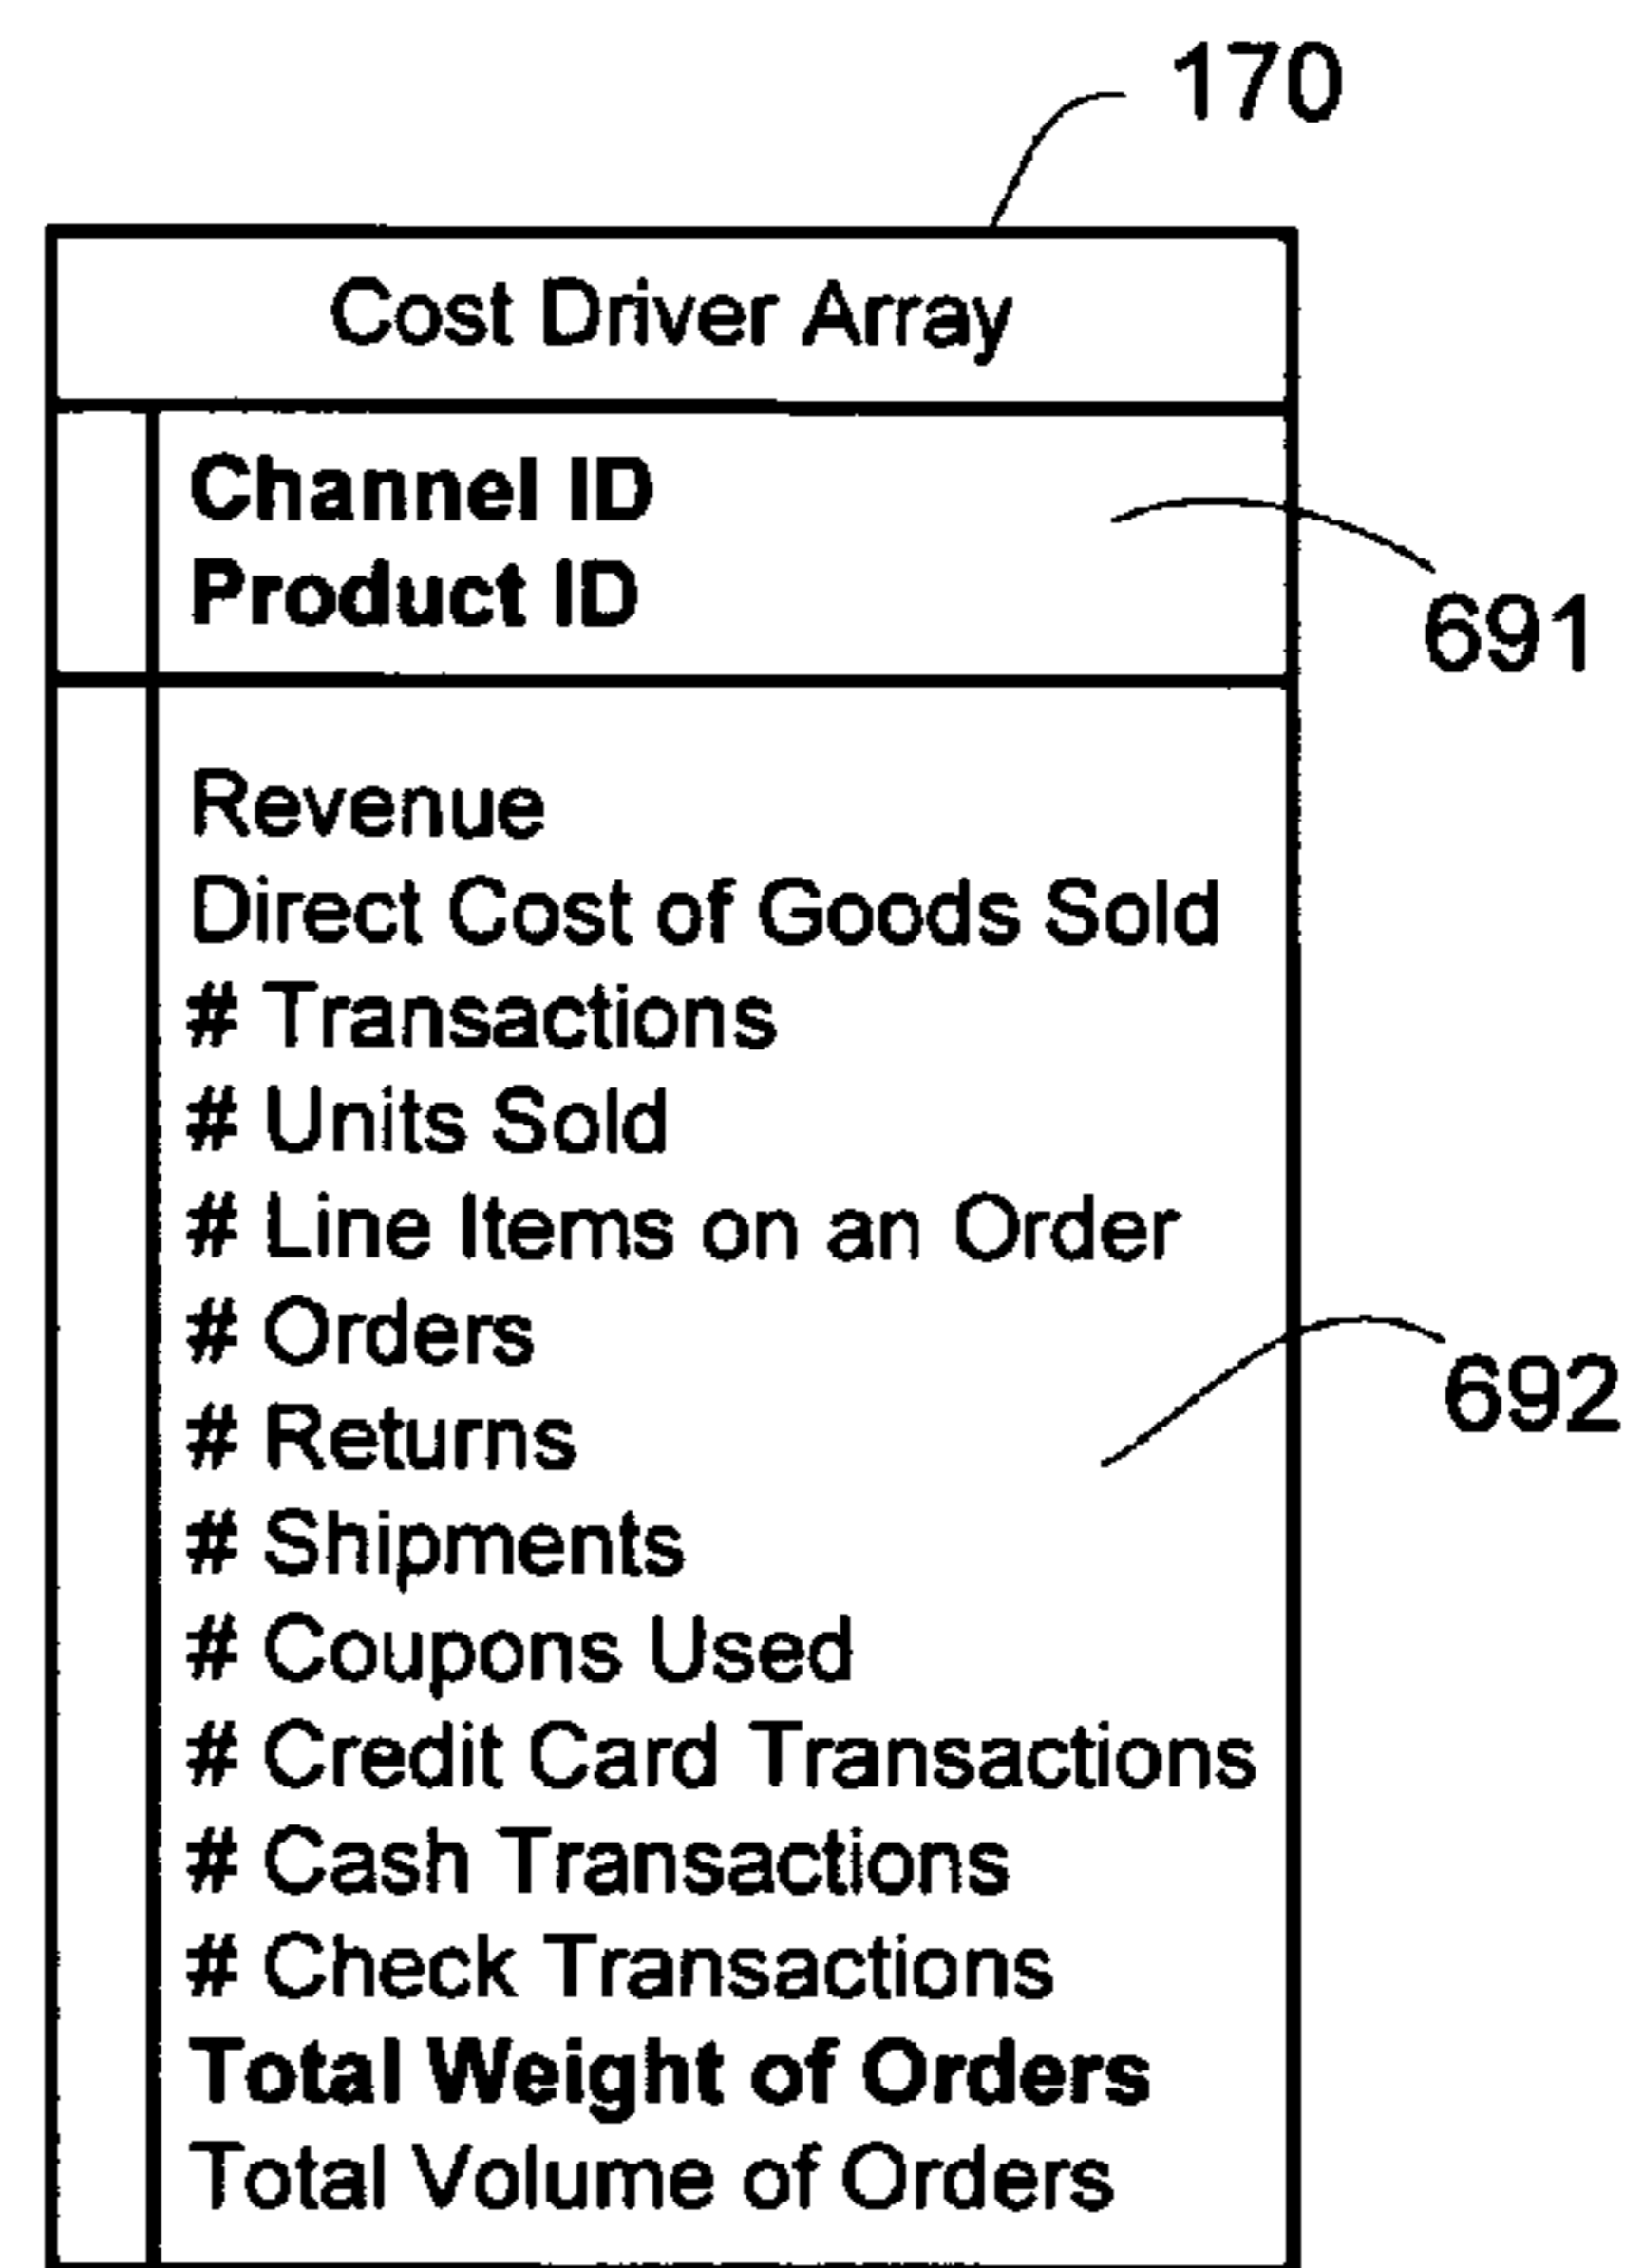 170
Cost Driver Array
Channel ID
Product ID
691
Revenue
Direct Cost of Goods Sold
# Transactions
# Units Sold
# Line Items on an Order
# Orders
692
# Returns
# Shipments
# Coupons Used
# Credit Card Transactions
# Cash Transactions
# Check Transactions
Total Weight of Orders
Total Volume of Orders